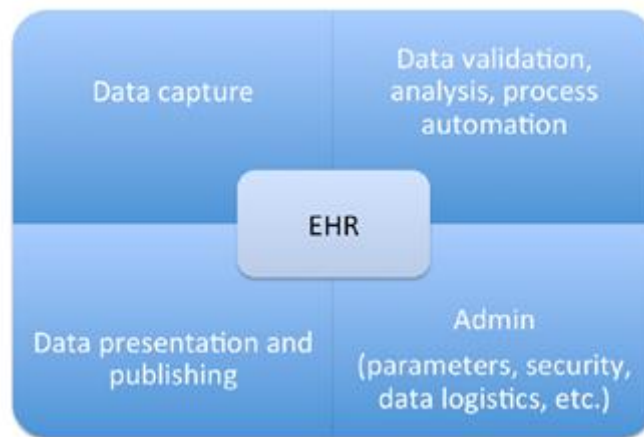 Data capture
Data validation,
analysis, process
automation
EHR
Data presentation and
publishing
Admin
(parameters, security,
data logistics, etc.)